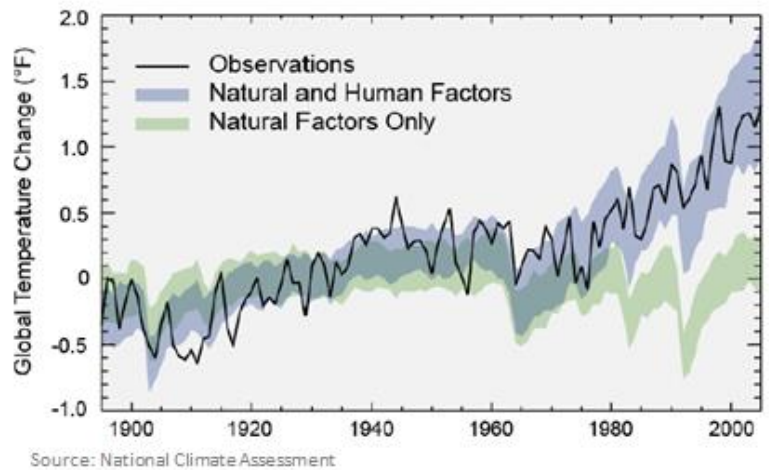 Global Temperature Change (°F)
2.0
1.5
1.0
0.5
0
-0.5
-1.0
Observations
Natural and Human Factors
Natural Factors Only
1900 1920 1940 1960 1980 2000
Source: National Climate Assessment